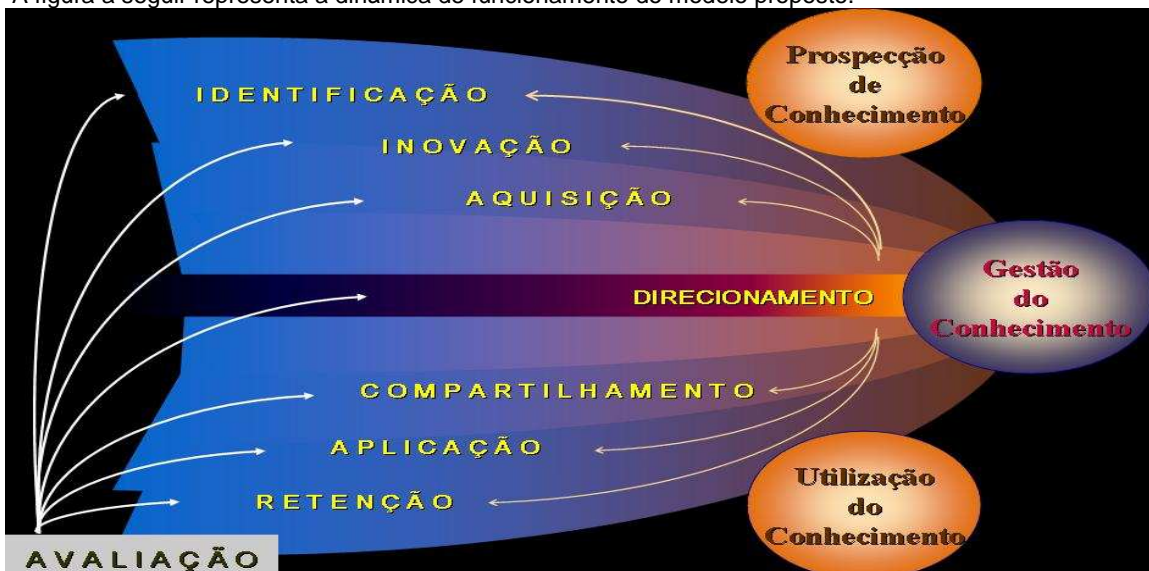 A figura a seguir representa a dinâmica de funcionamento do modelo proposto.
Prospecção
de
Conhecimento
IDENTIFICAÇÃO
INOVAÇÃO
AQUISIÇÃO
DIRECIONAMENTO
Gestão
do
Conhecimento
COMPARTILHAMENTO
APLICAÇÃO
RETENÇÃO
Utilização
do
Conhecimento
AVALIAÇÃO